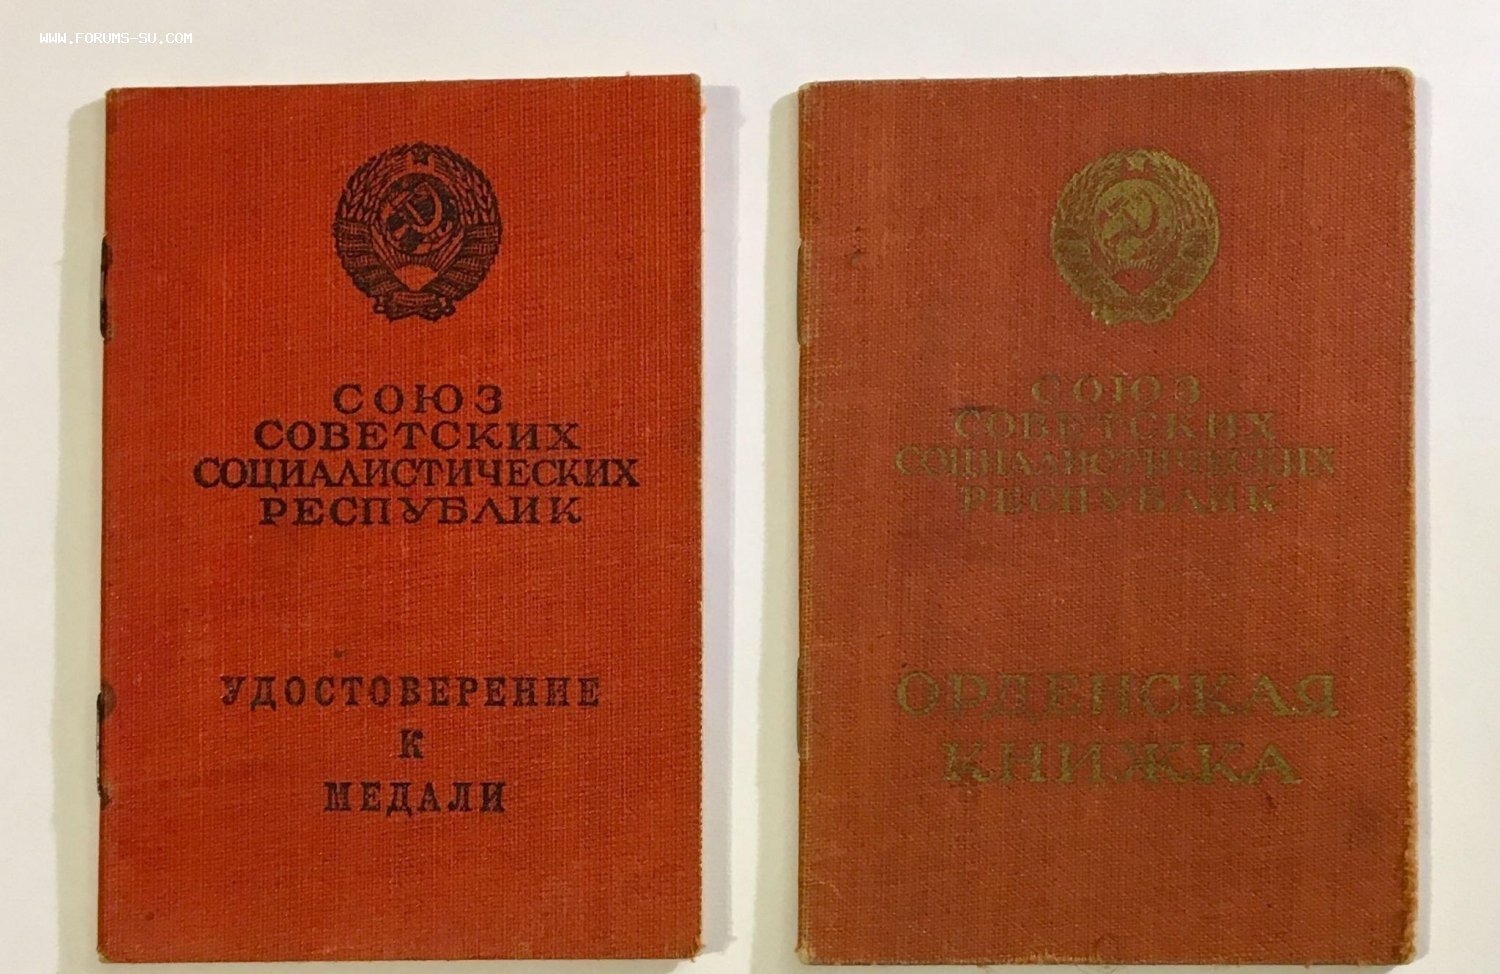 WWW.FORUMS-SU.COM
СОЮЗ
СОВЕТСКИХ
СОЦИАЛИСТИЧЕСКИХ
РЕСПУБЛИК
УДОСТОВЕРЕНИЕ
К
МЕДАЛИ
СОЮЗ
СОВЕТСКИХ
СОЦИАЛИСТИЧЕСКИХ
РЕСПУБЛИК
ОРДЕНСКАЯ
КНИЖКА